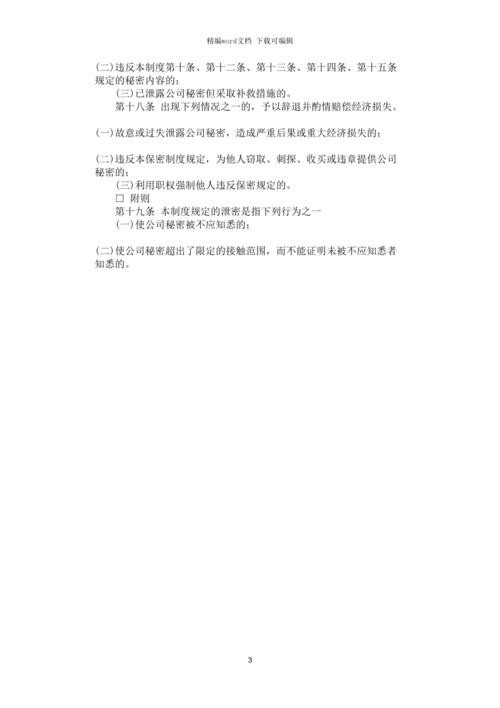 精编word文档 下载可编辑
(二)违反本制度第十条、第十二条、第十三条、第十四条、第十五条
规定的秘密内容的;
(三)已泄露公司秘密但采取补救措施的。
第十八条 出现下列情况之一的，予以辞退并酌情赔偿经济损失。
(一)故意或过失泄露公司秘密，造成严重后果或重大经济损失的;
(二)违反本保密制度规定，为他人窃取、刺探、收买或违章提供公司
秘密的;
(三)利用职权强制他人违反保密规定的。
□ 附则
第十九条 本制度规定的泄密是指下列行为之一
(一)使公司秘密被不应知悉的;
(二)使公司秘密超出了限定的接触范围，而不能证明未被不应知悉者
知悉的。
3